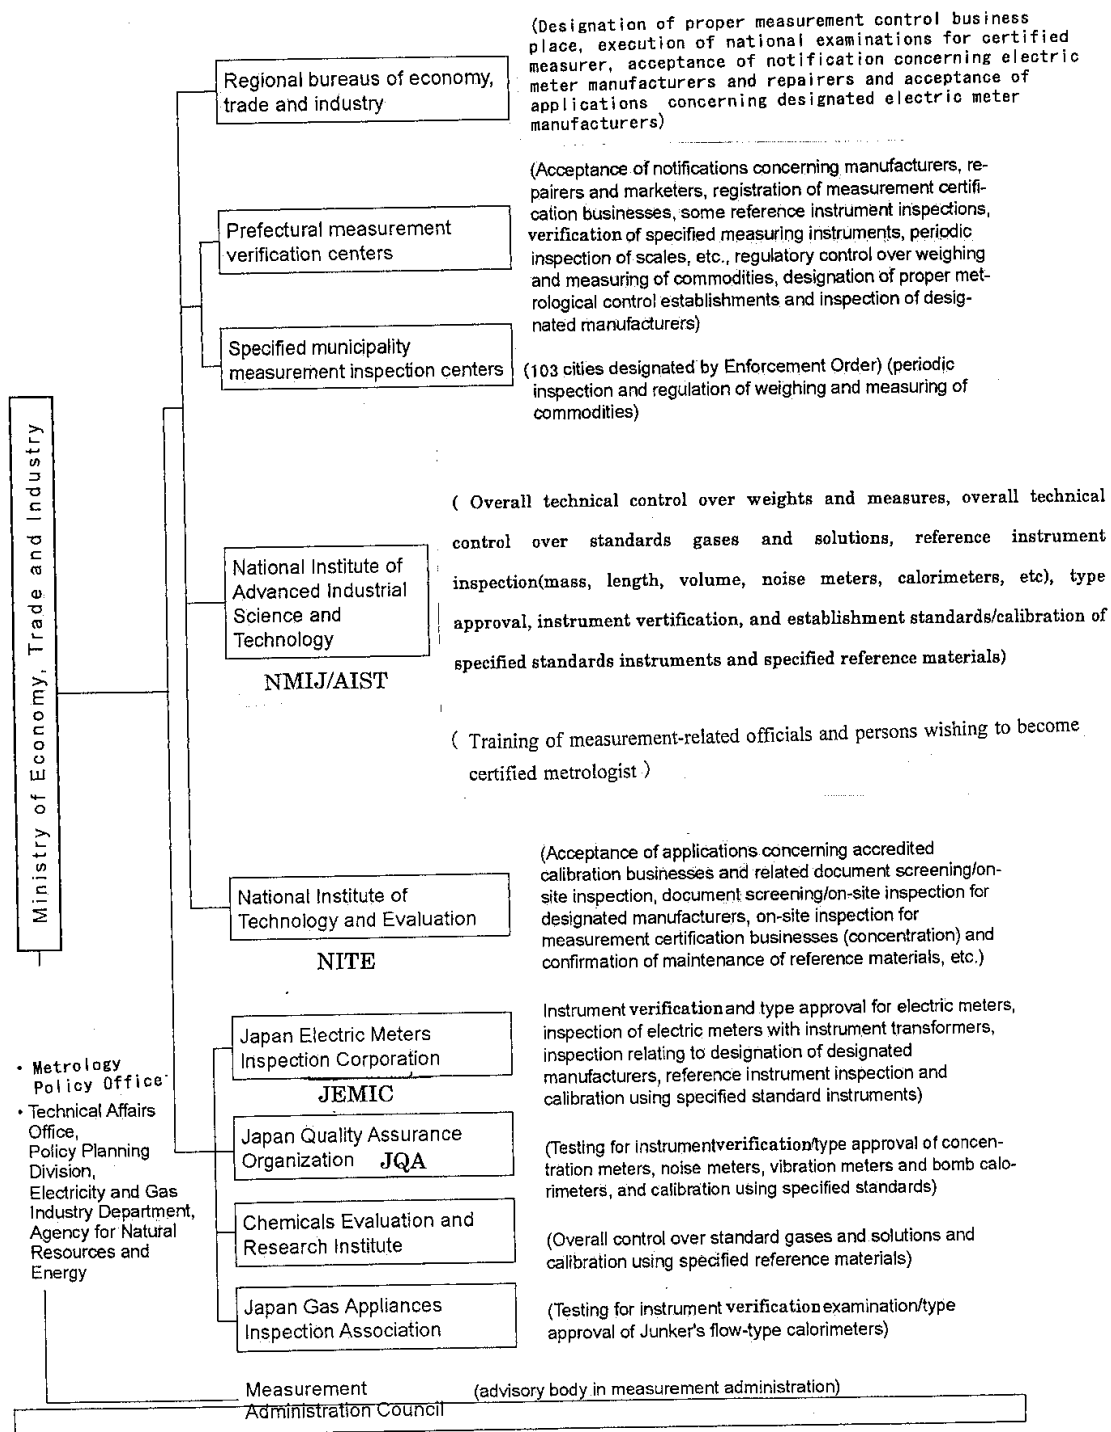 (Designation of proper measurement control business
place, execution of national examinations for certified
measurer, acceptance of notification concerning electric
meter manufacturers and repairers and acceptance of
applications concerning designated electric meter
manufacturers)
Regional bureaus of economy,
trade and industry
(Acceptance of notifications concerning manufacturers, re-
pairers and marketers, registration of measurement certifi-
cation businesses, some reference instrument inspections,
verification of specified measuring instruments, periodic
inspection of scales, etc., regulatory control over weighing
and measuring of commodities, designation of proper met-
rological control establishments and inspection of desig-
nated manufacturers)
Prefectural measurement
verification centers
Specified municipality
measurement inspection centers
(103 cities designated by Enforcement Order) (periodic
inspection and regulation of weighing and measuring of
commodities)
Ministry of Economy, Trade and Industry
( Overall technical control over weights and measures, overall technical
control over standards gases and solutions, reference instrument
inspection(mass, length, volume, noise meters, calorimeters, etc), type
approval, instrument vertification, and establishment standards/calibration of
specified standards instruments and specified reference materials)
National Institute of
Advanced Industrial
Science and
Technology
NMIJ/AIST
( Training of measurement-related officials and persons wishing to become
certified metrologist )
(Acceptance of applications concerning accredited
calibration businesses and related document screening/on-
site inspection, document screening/on-site inspection for
designated manufacturers, on-site inspection for
measurement certification businesses (concentration) and
confirmation of maintenance of reference materials, etc.)
National Institute of
Technology and Evaluation
NITE
Instrument verification and type approval for electric meters,
inspection of electric meters with instrument transformers,
inspection relating to designation of designated
manufacturers, reference instrument inspection and
calibration using specified standard instruments)
Japan Electric Meters
Inspection Corporation
JEMIC
• Metrology
Policy Office
• Technical Affairs
Office,
Policy Planning
Division,
Electricity and Gas
Industry Department,
Agency for Natural
Resources and
Energy
Japan Quality Assurance
Organization JQA
(Testing for instrument verification/type approval of concen-
tration meters, noise meters, vibration meters and bomb calo-
rimeters, and calibration using specified standards)
Chemicals Evaluation and
Research Institute
(Overall control over standard gases and solutions and
calibration using specified reference materials)
Japan Gas Appliances
Inspection Association
(Testing for instrument verification examination/type
approval of Junker's flow-type calorimeters)
Measurement
Administration Council
(advisory body in measurement administration)